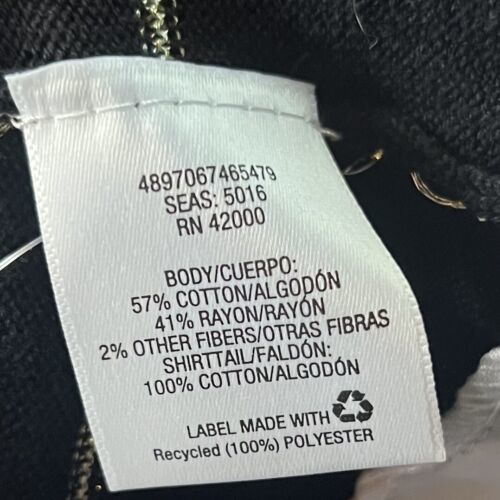 4897067465479
SEAS: 5016
RN 42000
BODY/CUERPO:
57% COTTON/ALGODÓN
41% RAYON/RAYÓN
2% OTHER FIBERS/OTRAS FIBRAS
SHIRTTAIL/FALDÓN:
100% COTTON/ALGODÓN
LABEL MADE WITH
Recycled (100%) POLYESTER